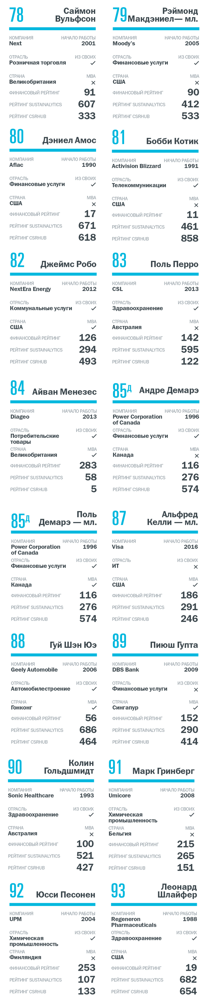 78
Саймон
Вульфсон
КОМПАНИЯ НАЧАЛО РАБОТЫ
Next 2001
ОТРАСЛЬ ИЗ СВОИХ
Розничная торговля ✓
СТРАНА MBA
Великобритания ✕
ФИНАНСОВЫЙ РЕЙТИНГ 91
РЕЙТИНГ SUSTAINALYTICS 607
РЕЙТИНГ CSRHUB 333
79
Рэймонд
Макдэниел— мл.
КОМПАНИЯ НАЧАЛО РАБОТЫ
Moody's 2005
ОТРАСЛЬ ИЗ СВОИХ
Финансовые услуги ✓
СТРАНА MBA
США ✕
ФИНАНСОВЫЙ РЕЙТИНГ 90
РЕЙТИНГ SUSTAINALYTICS 412
РЕЙТИНГ CSRHUB 533
80 Дэниел Амос
КОМПАНИЯ НАЧАЛО РАБОТЫ
Aflac 1990
ОТРАСЛЬ ИЗ СВОИХ
Финансовые услуги ✓
СТРАНА MBA
США ✕
ФИНАНСОВЫЙ РЕЙТИНГ 17
РЕЙТИНГ SUSTAINALYTICS 671
РЕЙТИНГ CSRHUB 618
81 Бобби Котик
КОМПАНИЯ НАЧАЛО РАБОТЫ
Activision Blizzard 1991
ОТРАСЛЬ ИЗ СВОИХ
Телекоммуникации ✓
СТРАНА MBA
США ✕
ФИНАНСОВЫЙ РЕЙТИНГ 11
РЕЙТИНГ SUSTAINALYTICS 461
РЕЙТИНГ CSRHUB 858
82 Джеймс Робо
КОМПАНИЯ НАЧАЛО РАБОТЫ
NextEra Energy 2012
ОТРАСЛЬ ИЗ СВОИХ
Коммунальные услуги ✓
СТРАНА MBA
США ✓
ФИНАНСОВЫЙ РЕЙТИНГ 126
РЕЙТИНГ SUSTAINALYTICS 294
РЕЙТИНГ CSRHUB 493
83 Поль Перро
КОМПАНИЯ НАЧАЛО РАБОТЫ
CSL 2013
ОТРАСЛЬ ИЗ СВОИХ
Здравоохранение ✓
СТРАНА MBA
Австралия ✕
ФИНАНСОВЫЙ РЕЙТИНГ 142
РЕЙТИНГ SUSTAINALYTICS 595
РЕЙТИНГ CSRHUB 122
84 Айван Менезес
КОМПАНИЯ НАЧАЛО РАБОТЫ
Diageo 2013
ОТРАСЛЬ ИЗ СВОИХ
Потребительские ✓
товары
СТРАНА MBA
Великобритания ✓
ФИНАНСОВЫЙ РЕЙТИНГ 283
РЕЙТИНГ SUSTAINALYTICS 58
РЕЙТИНГ CSRHUB 5
85Д Андре Демарэ
КОМПАНИЯ НАЧАЛО РАБОТЫ
Power Corporation 1996
of Canada
ОТРАСЛЬ ИЗ СВОИХ
Финансовые услуги ✓
СТРАНА MBA
Канада ✕
ФИНАНСОВЫЙ РЕЙТИНГ 116
РЕЙТИНГ SUSTAINALYTICS 276
РЕЙТИНГ CSRHUB 574
85Д
Поль
Демарэ — мл.
КОМПАНИЯ НАЧАЛО РАБОТЫ
Power Corporation 1996
of Canada
ОТРАСЛЬ ИЗ СВОИХ
Финансовые услуги ✓
СТРАНА MBA
Канада ✓
ФИНАНСОВЫЙ РЕЙТИНГ 116
РЕЙТИНГ SUSTAINALYTICS 276
РЕЙТИНГ CSRHUB 574
87
Альфред
Келли — мл.
КОМПАНИЯ НАЧАЛО РАБОТЫ
Visa 2016
ОТРАСЛЬ ИЗ СВОИХ
ИТ ✕
СТРАНА MBA
США ✓
ФИНАНСОВЫЙ РЕЙТИНГ 186
РЕЙТИНГ SUSTAINALYTICS 291
РЕЙТИНГ CSRHUB 246
88 Гуй Шэн Юэ
КОМПАНИЯ НАЧАЛО РАБОТЫ
Geely Automobile 2006
ОТРАСЛЬ ИЗ СВОИХ
Автомобилестроение ✓
СТРАНА MBA
Гонконг ✓
ФИНАНСОВЫЙ РЕЙТИНГ 56
РЕЙТИНГ SUSTAINALYTICS 686
РЕЙТИНГ CSRHUB 464
89 Пиюш Гупта
КОМПАНИЯ НАЧАЛО РАБОТЫ
DBS Bank 2009
ОТРАСЛЬ ИЗ СВОИХ
Финансовые услуги ✕
СТРАНА MBA
Сингапур ✓
ФИНАНСОВЫЙ РЕЙТИНГ 152
РЕЙТИНГ SUSTAINALYTICS 290
РЕЙТИНГ CSRHUB 414
90
Колин
Гольдшмидт
КОМПАНИЯ НАЧАЛО РАБОТЫ
Sonic Healthcare 1993
ОТРАСЛЬ ИЗ СВОИХ
Здравоохранение ✓
СТРАНА MBA
Австралия ✕
ФИНАНСОВЫЙ РЕЙТИНГ 100
РЕЙТИНГ SUSTAINALYTICS 521
РЕЙТИНГ CSRHUB 427
91 Марк Гринберг
КОМПАНИЯ НАЧАЛО РАБОТЫ
Umicore 2008
ОТРАСЛЬ ИЗ СВОИХ
Химическая ✓
промышленность
СТРАНА MBA
Бельгия ✕
ФИНАНСОВЫЙ РЕЙТИНГ 215
РЕЙТИНГ SUSTAINALYTICS 265
РЕЙТИНГ CSRHUB 151
92 Юсси Песонен
КОМПАНИЯ НАЧАЛО РАБОТЫ
UPM 2004
ОТРАСЛЬ ИЗ СВОИХ
Химическая ✓
промышленность
СТРАНА MBA
Финляндия ✕
ФИНАНСОВЫЙ РЕЙТИНГ 253
РЕЙТИНГ SUSTAINALYTICS 107
РЕЙТИНГ CSRHUB 133
93
Леонард
Шлайфер
КОМПАНИЯ НАЧАЛО РАБОТЫ
Regeneron 1988
Pharmaceuticals
ОТРАСЛЬ ИЗ СВОИХ
Здравоохранение ✓
СТРАНА MBA
США ✕
ФИНАНСОВЫЙ РЕЙТИНГ 19
РЕЙТИНГ SUSTAINALYTICS 682
РЕЙТИНГ CSRHUB 654